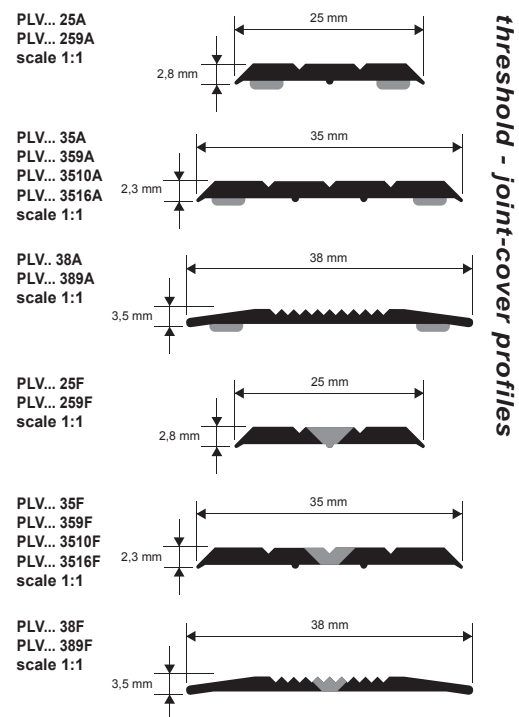 PLV... 25A
PLV... 259A
scale 1:1
25 mm
2,8 mm
PLV... 35A
PLV... 359A
PLV... 3510A
PLV... 3516A
scale 1:1
35 mm
2,3 mm
PLV.. 38A
PLV... 389A
scale 1:1
38 mm
3,5 mm
PLV... 25F
PLV... 259F
scale 1:1
25 mm
2,8 mm
PLV... 35F
PLV... 359F
PLV... 3510F
PLV... 3516F
scale 1:1
35 mm
2,3 mm
PLV... 38F
PLV... 389F
scale 1:1
38 mm
3,5 mm
threshold - joint-cover profiles